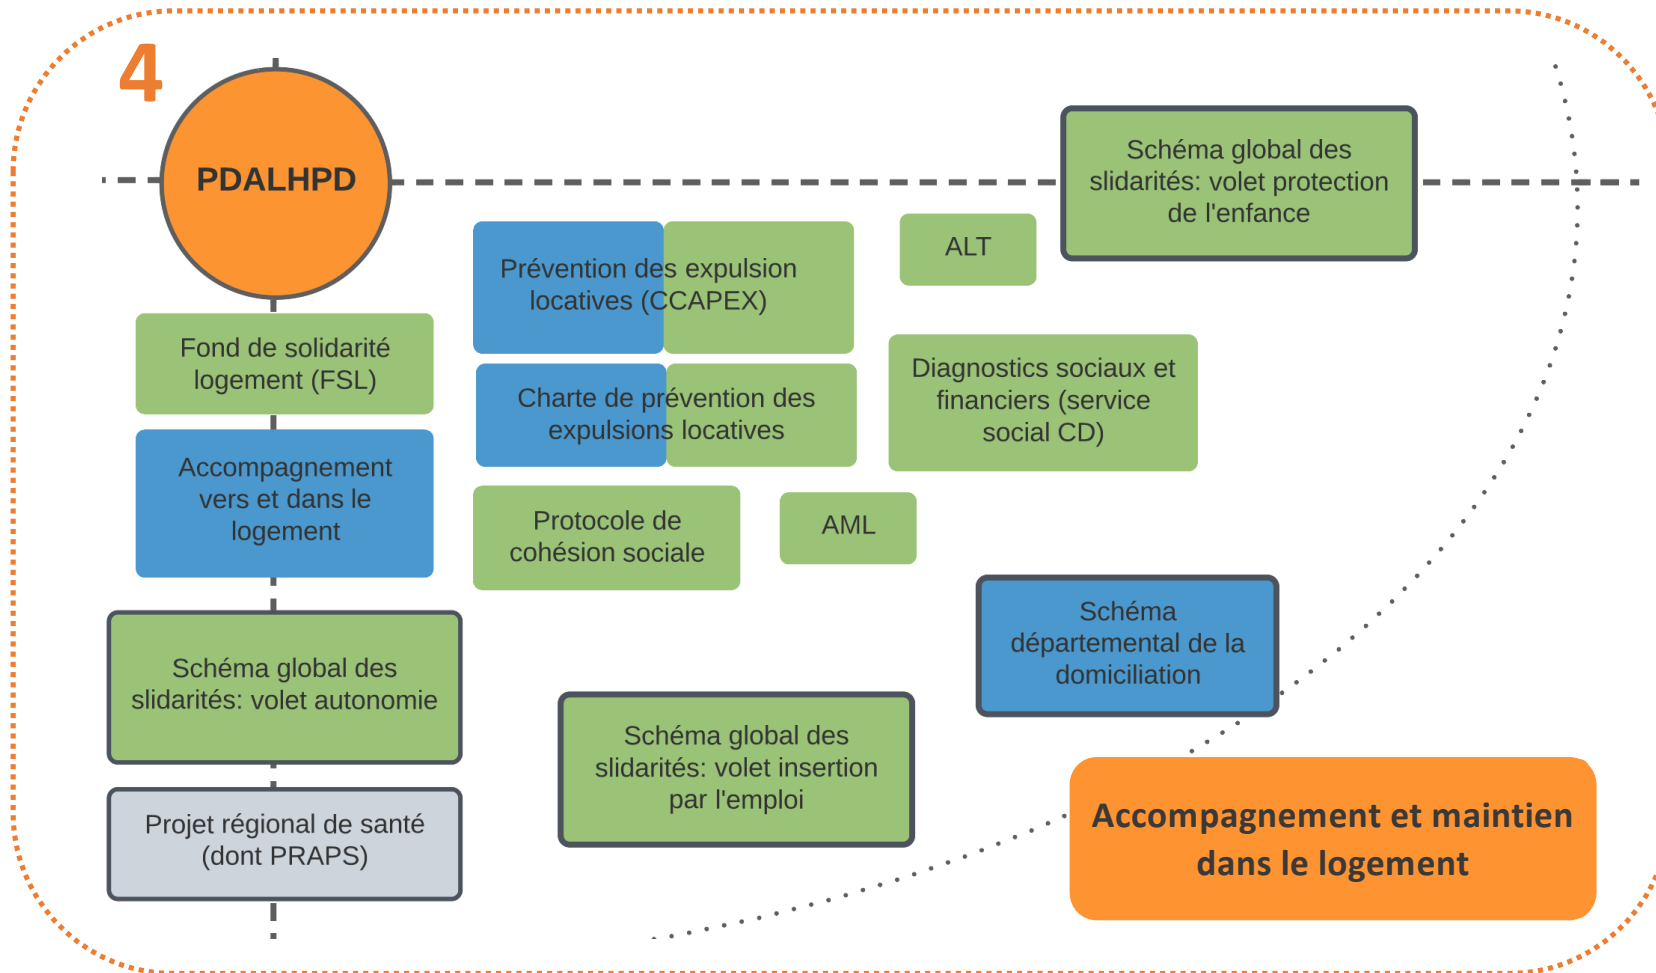 4
PDALHPD
Schéma global des
slidarités: volet protection
de l'enfance
ALT
Prévention des expulsion
locatives (CCAPEX)
Fond de solidarité
logement (FSL)
Diagnostics sociaux et
financiers (service
social CD)
Charte de prévention des
expulsions locatives
Accompagnement
vers et dans le
logement
Protocole de
cohésion sociale
AML
Schéma
départemental de la
domiciliation
Schéma global des
slidarités: volet autonomie
Schéma global des
slidarités: volet insertion
par l'emploi
Projet régional de santé
(dont PRAPS)
Accompagnement et maintien
dans le logement